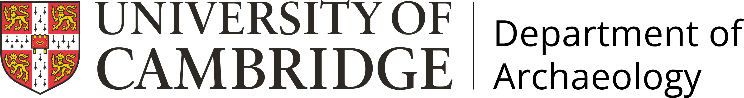 UNIVERSITY OF
CAMBRIDGE
Department of
Archaeology